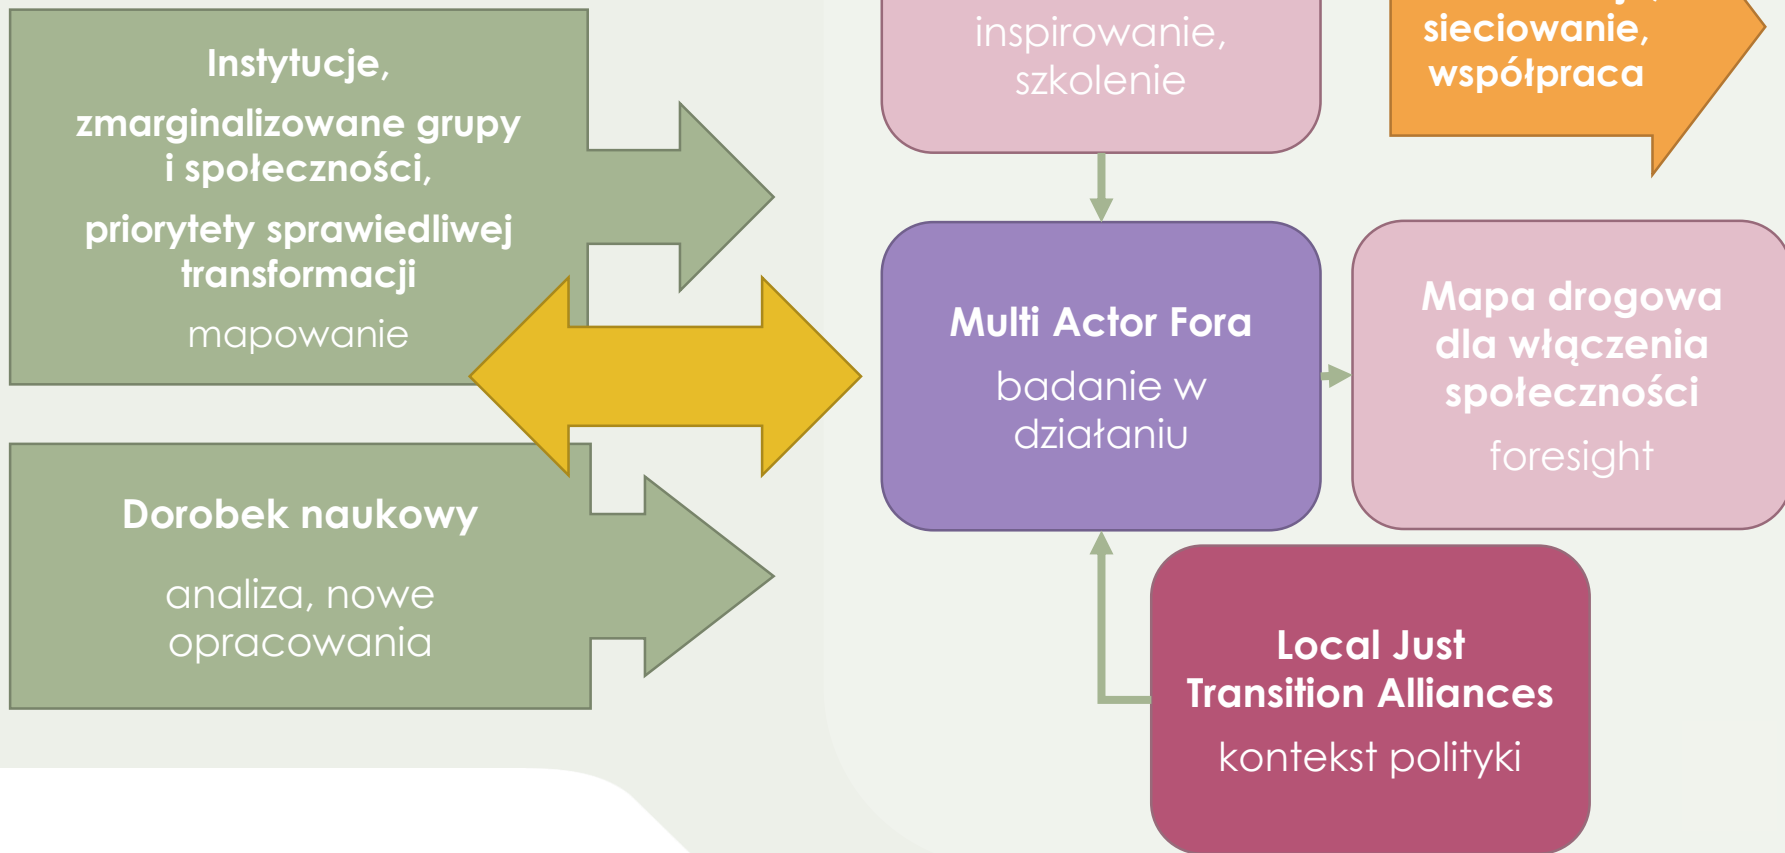 Instytucje,
zmarginalizowane grupy
i społeczności,
priorytety sprawiedliwej
transformacji
mapowanie
Dorobek naukowy
analiza, nowe
opracowania
inspirowanie,
szkolenie
sieciowanie,
współpraca
Multi Actor Fora
badanie w
działaniu
Mapa drogowa
dla włączenia
społeczności
foresight
Local Just
Transition Alliances
kontekst polityki